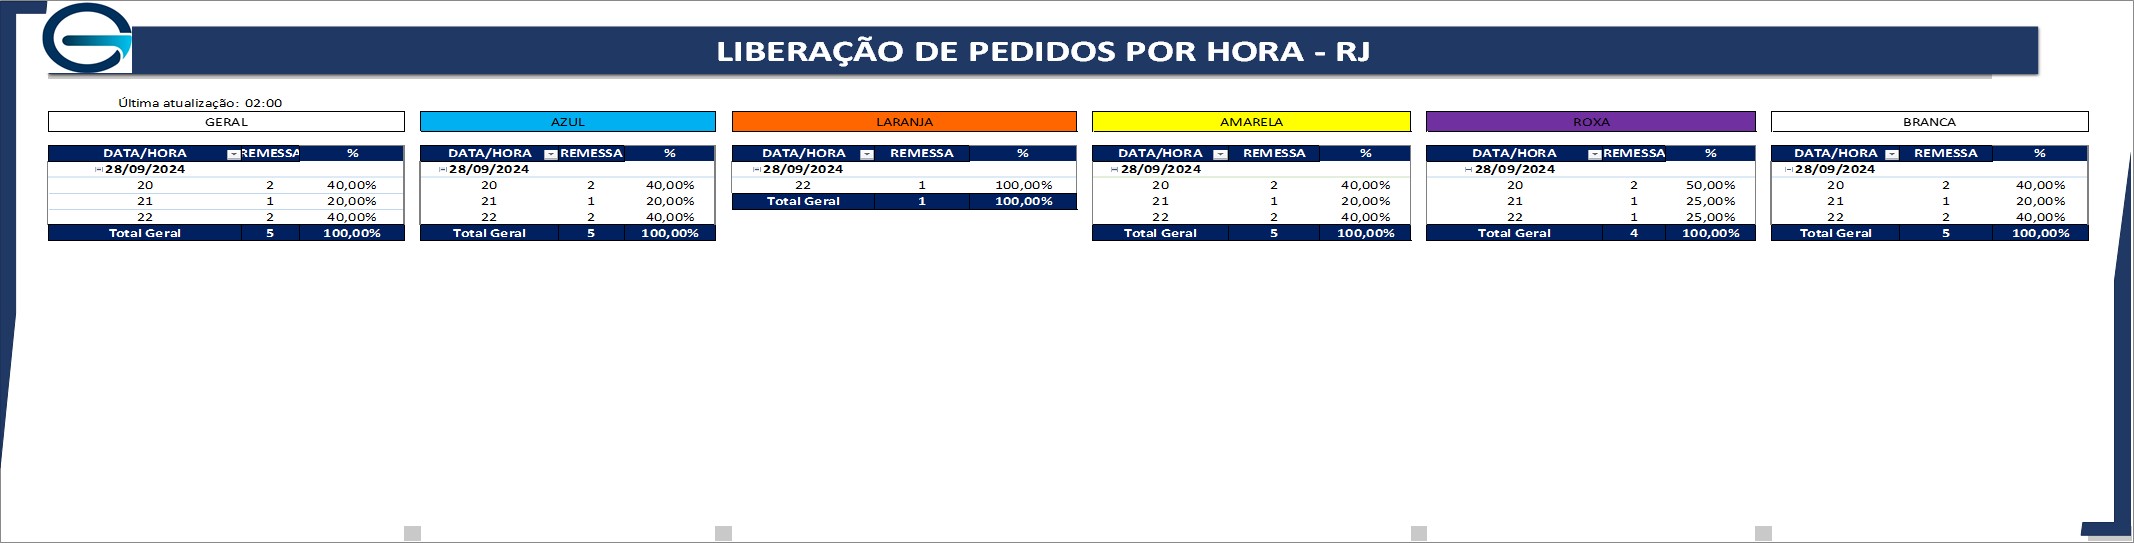 LIBERAÇÃO DE PEDIDOS POR HORA - RJ
Última atualização: 02:00
GERAL AZUL LARANJA AMARELA ROXA BRANCA
DATA/HORA REMESSA % DATA/HORA REMESSA % DATA/HORA REMESSA % DATA/HORA REMESSA % DATA/HORA REMESSA % DATA/HORA REMESSA %
28/09/2024 28/09/2024 28/09/2024 28/09/2024 28/09/2024 28/09/2024
20 2 40,00% 20 2 40,00% 22 1 100,00% 20 2 40,00% 20 2 50,00% 20 2 40,00%
21 1 20,00% 21 1 20,00% Total Geral 1 100,00% 21 1 20,00% 21 1 25,00% 21 1 20,00%
22 2 40,00% 22 2 40,00% 22 2 40,00% 22 1 25,00% 22 2 40,00%
Total Geral 5 100,00% Total Geral 5 100,00% Total Geral 5 100,00% Total Geral 4 100,00% Total Geral 5 100,00%